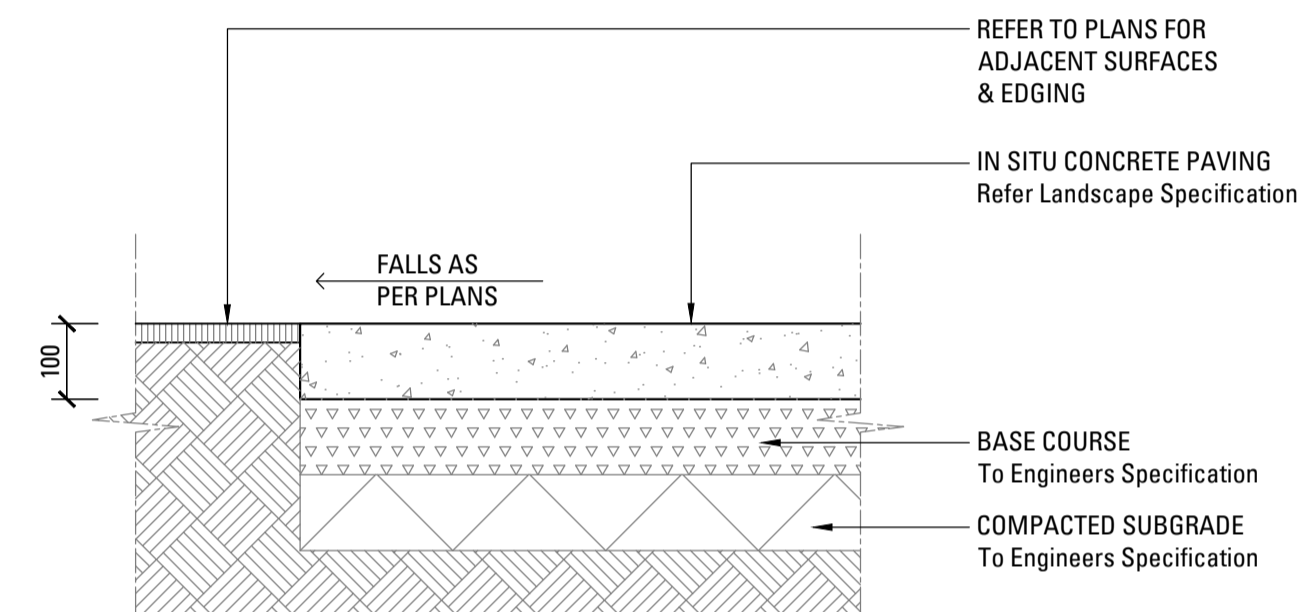 REFER TO PLANS FOR
ADJACENT SURFACES
& EDGING
IN SITU CONCRETE PAVING
Refer Landscape Specification
FALLS AS
PER PLANS
100
BASE COURSE
To Engineers Specification
COMPACTED SUBGRADE
To Engineers Specification